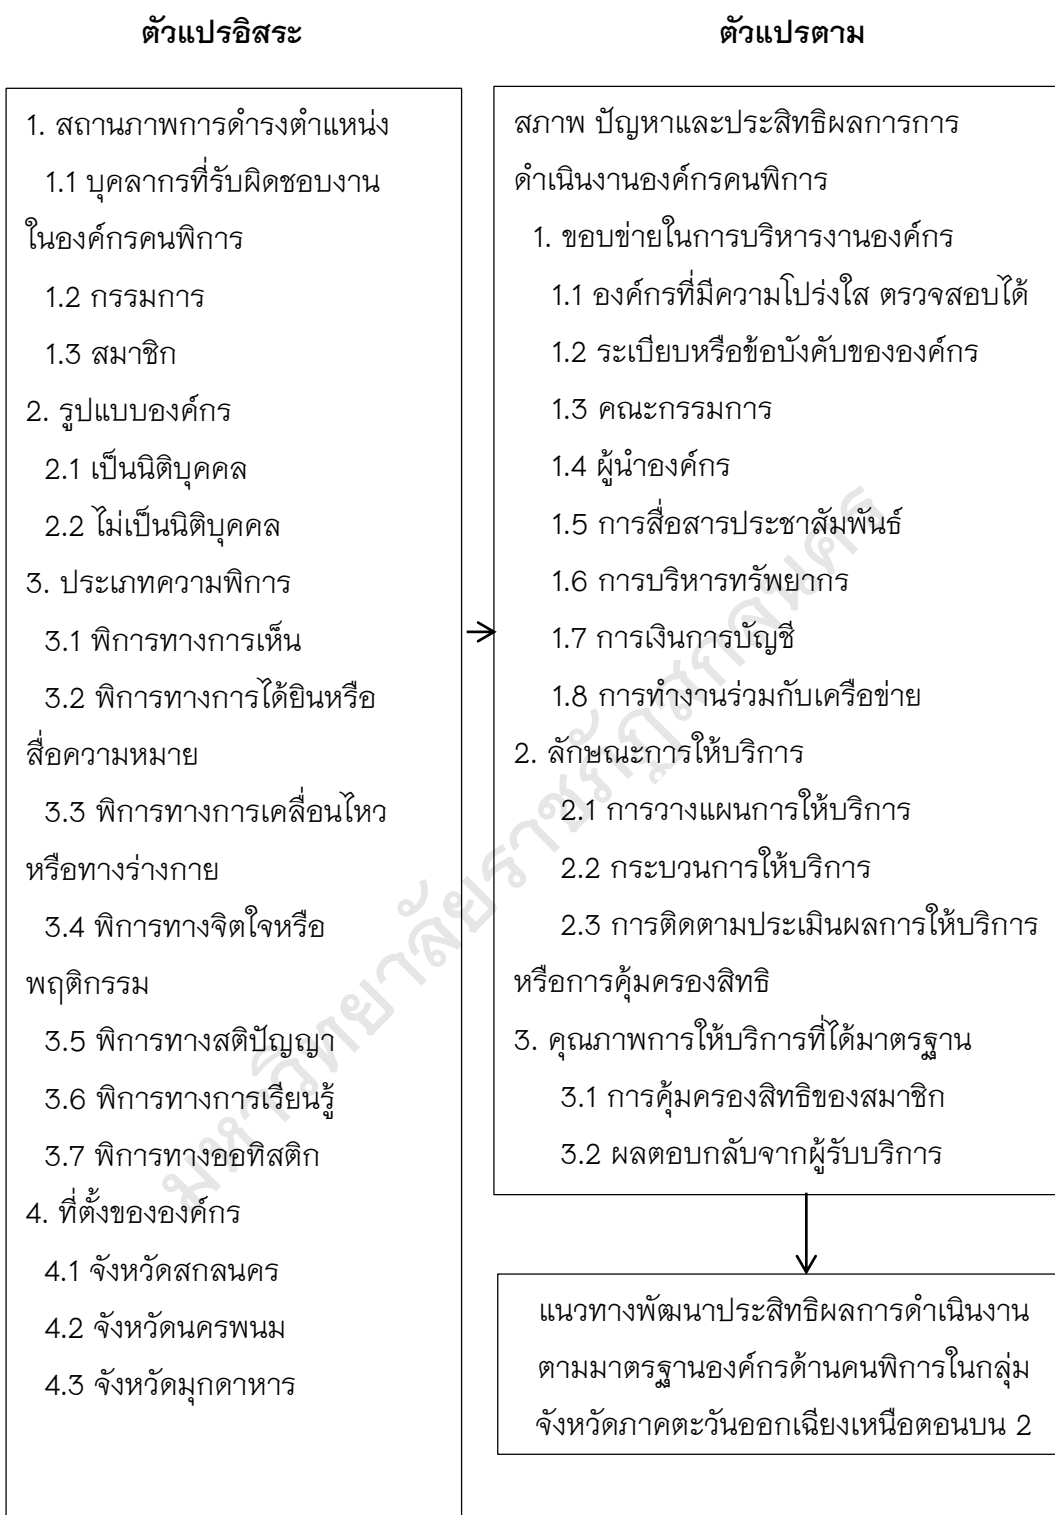 ตัวแปรอิสระ
1. สถานภาพการดำรงตำแหน่ง
1.1 บุคลากรที่รับผิดชอบงาน
ในองค์กรคนพิการ
1.2 กรรมการ
1.3 สมาชิก
2. รูปแบบองค์กร
2.1 เป็นนิติบุคคล
2.2 ไม่เป็นนิติบุคคล
3. ประเภทความพิการ
3.1 พิการทางการเห็น
3.2 พิการทางการได้ยินหรือ
สื่อความหมาย
3.3 พิการทางการเคลื่อนไหว
หรือทางร่างกาย
3.4 พิการทางจิตใจหรือ
พฤติกรรม
3.5 พิการทางสติปัญญา
3.6 พิการทางการเรียนรู้
3.7 พิการทางออทิสติก
4. ที่ตั้งขององค์กร
4.1 จังหวัดสกลนคร
4.2 จังหวัดนครพนม
4.3 จังหวัดมุกดาหาร
ตัวแปรตาม
สภาพ ปัญหาและประสิทธิผลการการ
ดำเนินงานองค์กรคนพิการ
1. ขอบข่ายในการบริหารงานองค์กร
1.1 องค์กรที่มีความโปร่งใส ตรวจสอบได้
1.2 ระเบียบหรือข้อบังคับขององค์กร
1.3 คณะกรรมการ
1.4 ผู้นำองค์กร
1.5 การสื่อสารประชาสัมพันธ์
1.6 การบริหารทรัพยากร
1.7 การเงินการบัญชี
1.8 การทำงานร่วมกับเครือข่าย
2. ลักษณะการให้บริการ
2.1 การวางแผนการให้บริการ
2.2 กระบวนการให้บริการ
2.3 การติดตามประเมินผลการให้บริการ
หรือการคุ้มครองสิทธิ
3. คุณภาพการให้บริการที่ได้มาตรฐาน
3.1 การคุ้มครองสิทธิของสมาชิก
3.2 ผลตอบกลับจากผู้รับบริการ
แนวทางพัฒนาประสิทธิผลการดำเนินงาน
ตามมาตรฐานองค์กรด้านคนพิการในกลุ่ม
จังหวัดภาคตะวันออกเฉียงเหนือตอนบน 2
มหาวิทยาลัยราชภัฏสกลนคร